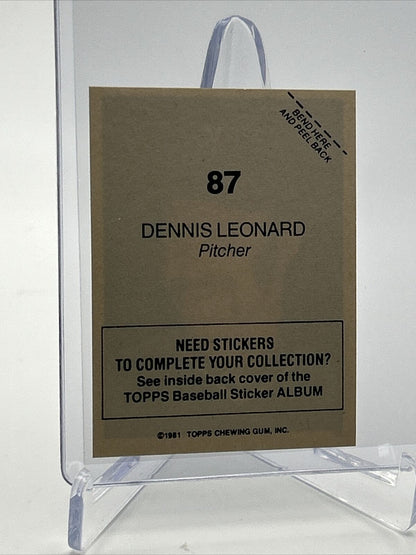 BEND HERE
AND PEEL BACK
87
DENNIS LEONARD
Pitcher
NEED STICKERS
TO COMPLETE YOUR COLLECTION?
See inside back cover of the
TOPPS Baseball Sticker ALBUM
©1981 TOPPS CHEWING GUM, INC.